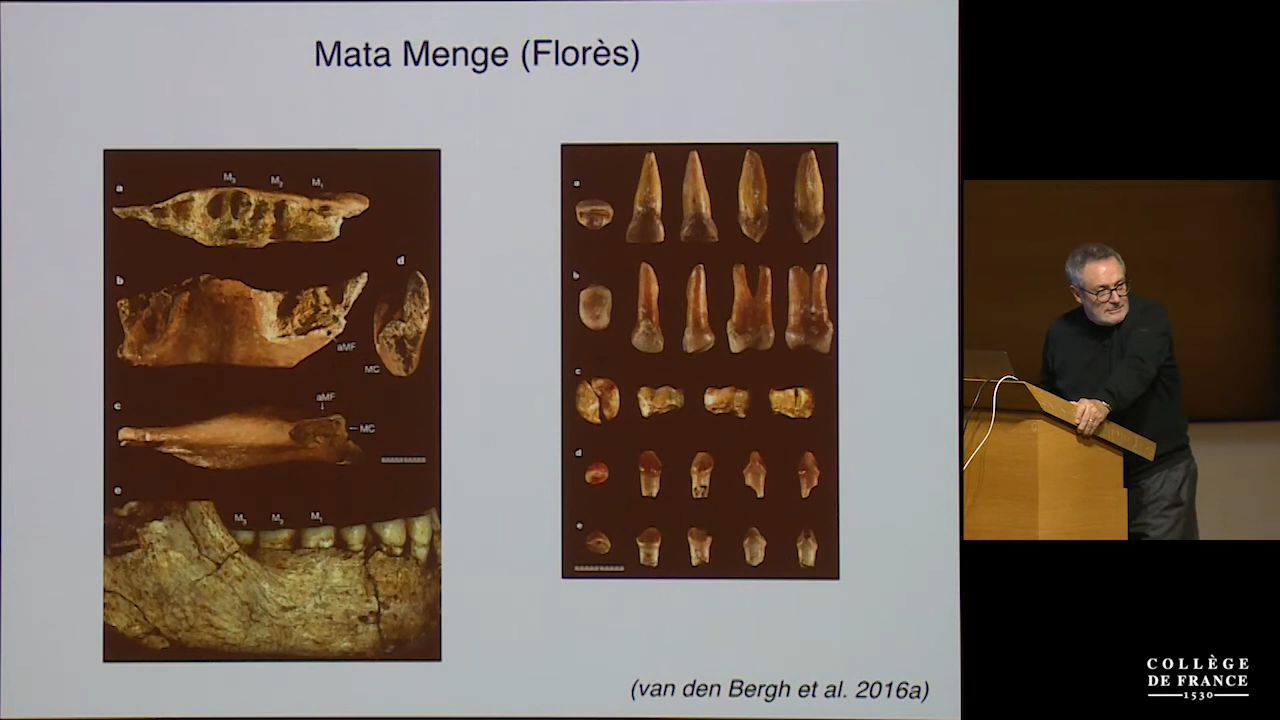 Mata Menge (Florès)
a
M3
M2
M1
b
d
aMF
MC
c
aMF
MC
e
M3
M2
M1
a
b
c
d
e
(van den Bergh et al. 2016a)
COLLÈGE
DE FRANCE
1530